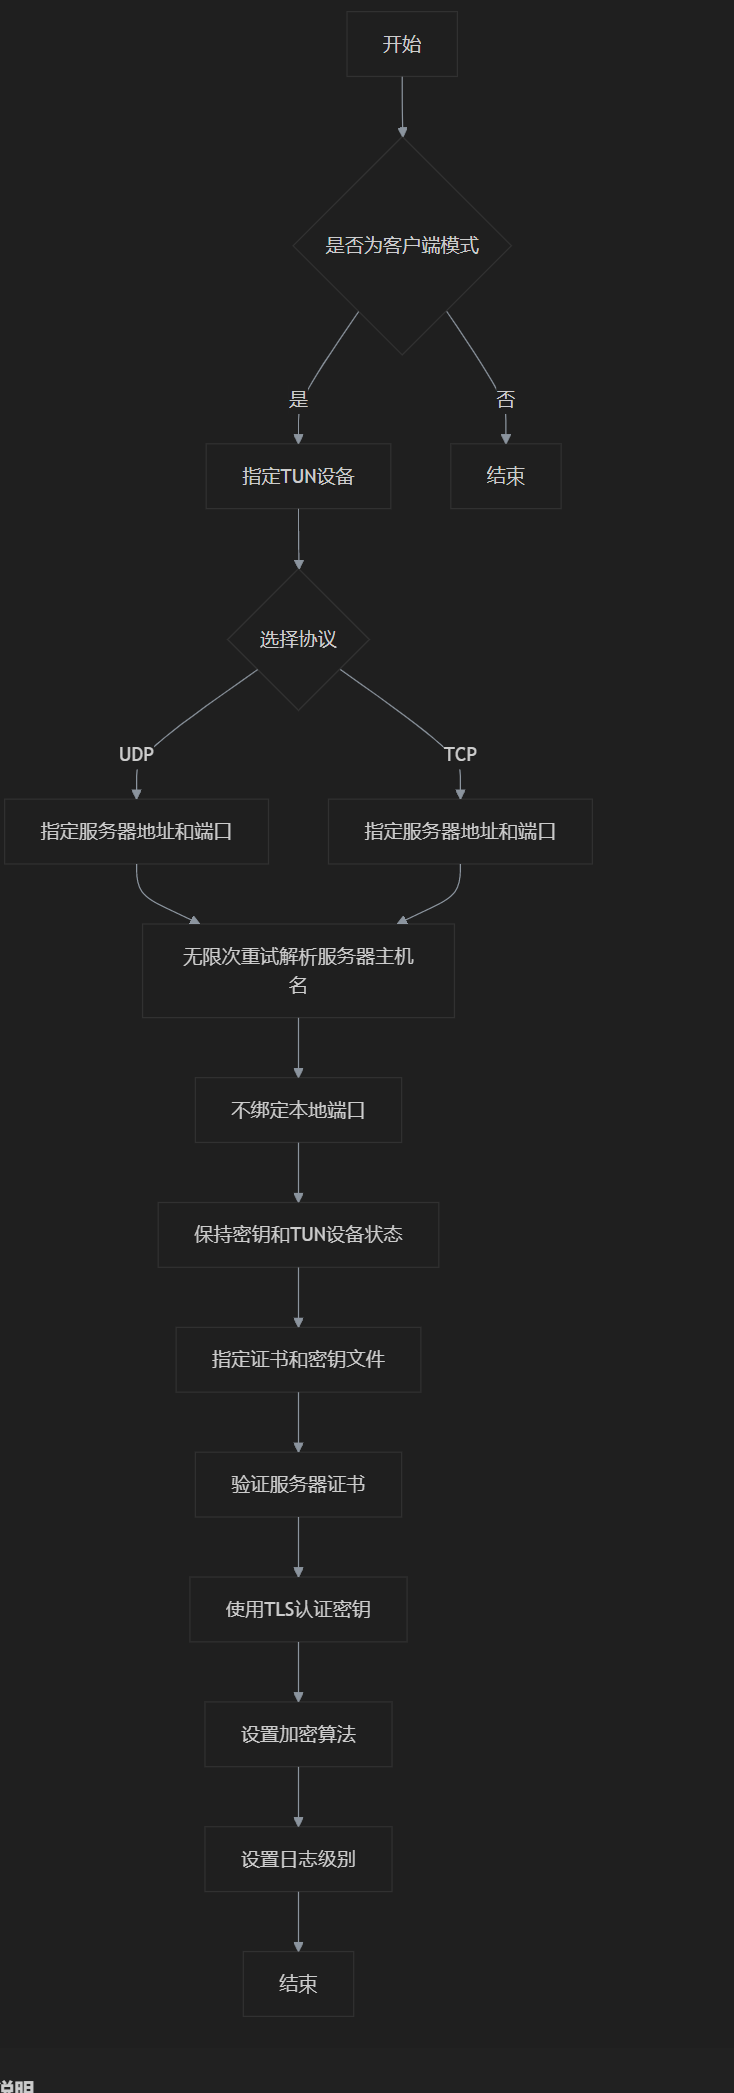 开始
是否为客户端模式
是
否
指定TUN设备
结束
选择协议
UDP
TCP
指定服务器地址和端口
指定服务器地址和端口
无限次重试解析服务器主机
名
不绑定本地端口
保持密钥和TUN设备状态
指定证书和密钥文件
验证服务器证书
使用TLS认证密钥
设置加密算法
设置日志级别
结束
说明